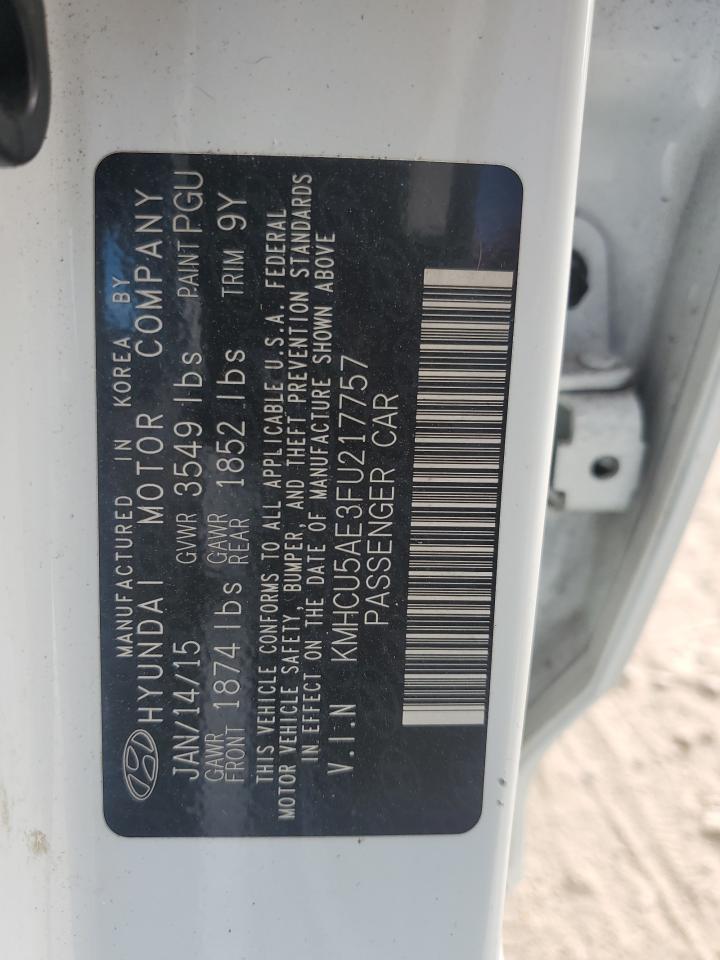 MANUFACTURED IN KOREA BY
HYUNDAI MOTOR COMPANY
JAN/14/15 GVWR 3549 lbs PAINT PGU
GAWR FRONT 1874 lbs GAWR REAR 1852 lbs TRIM 9Y
THIS VEHICLE CONFORMS TO ALL APPLICABLE U.S.A. FEDERAL
MOTOR VEHICLE SAFETY, BUMPER, AND THEFT PREVENTION STANDARDS
IN EFFECT ON THE DATE OF MANUFACTURE SHOWN ABOVE
V.I.N KMHCU5AE3FU217757
PASSENGER CAR